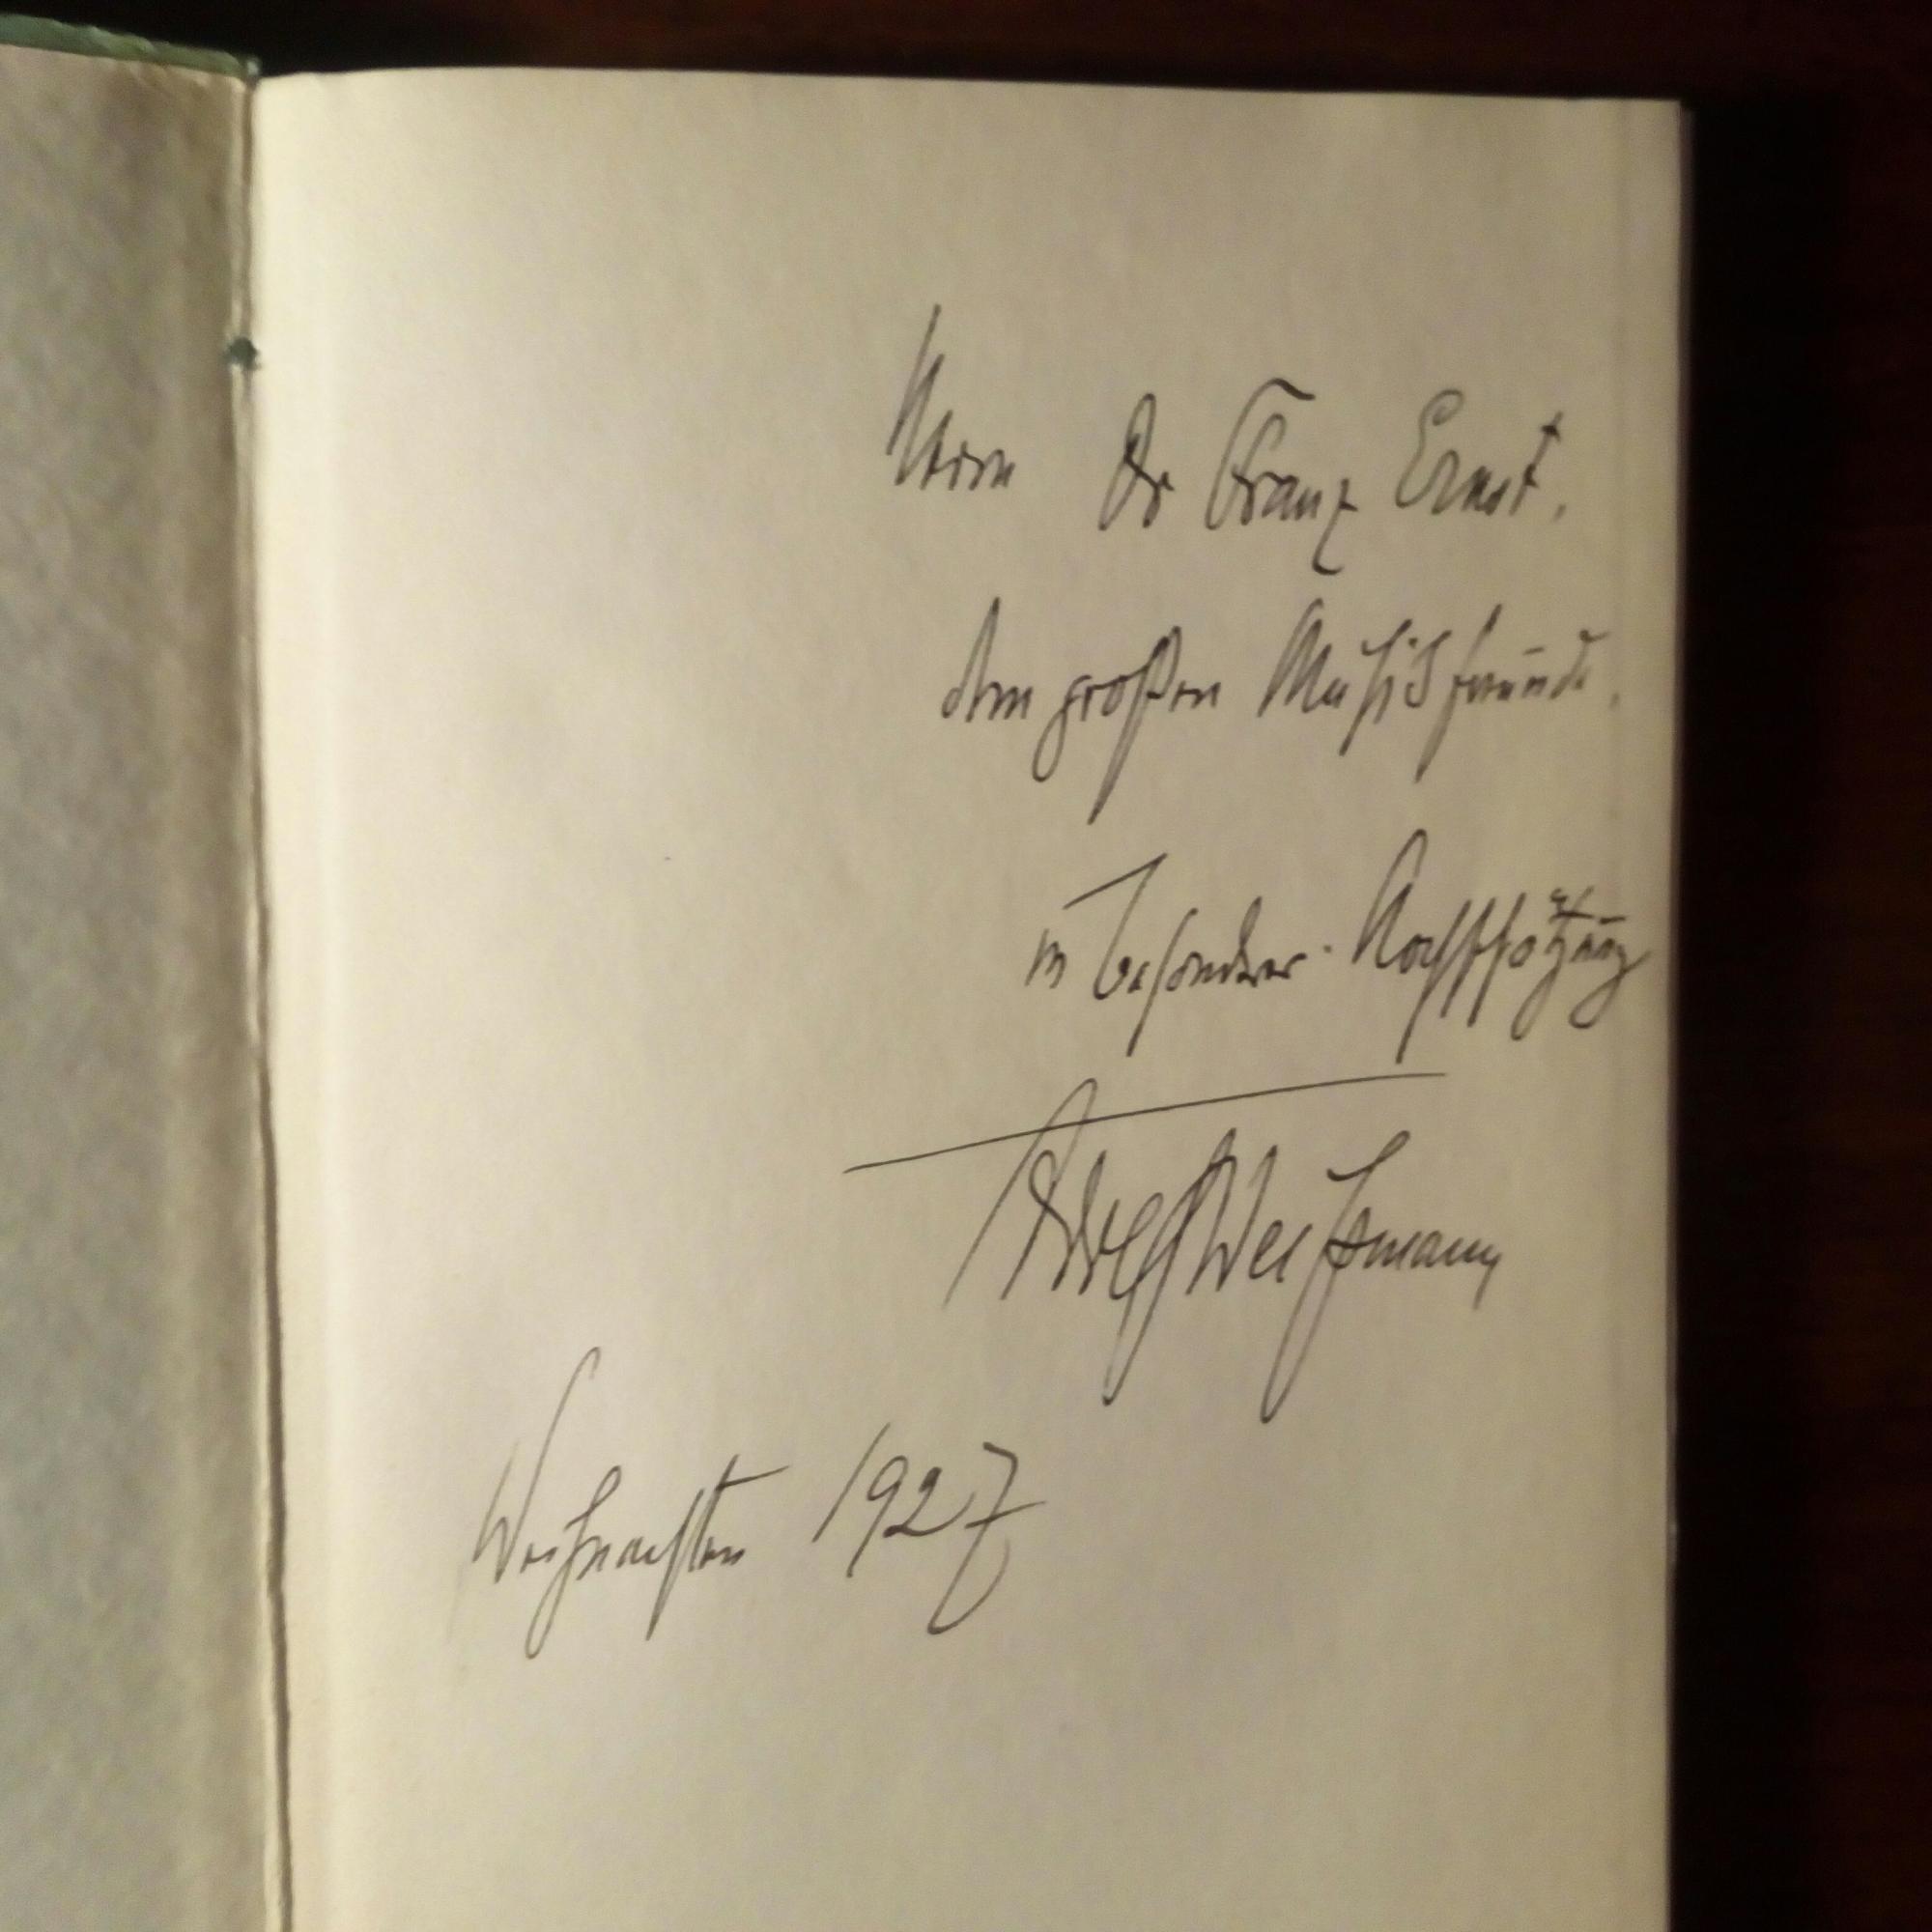 Herrn Dr Franz Ernst,
dem großen Musikfreunde,
in besonderer Hochschätzung
Adolf Weißmann
Weihnachten 1927